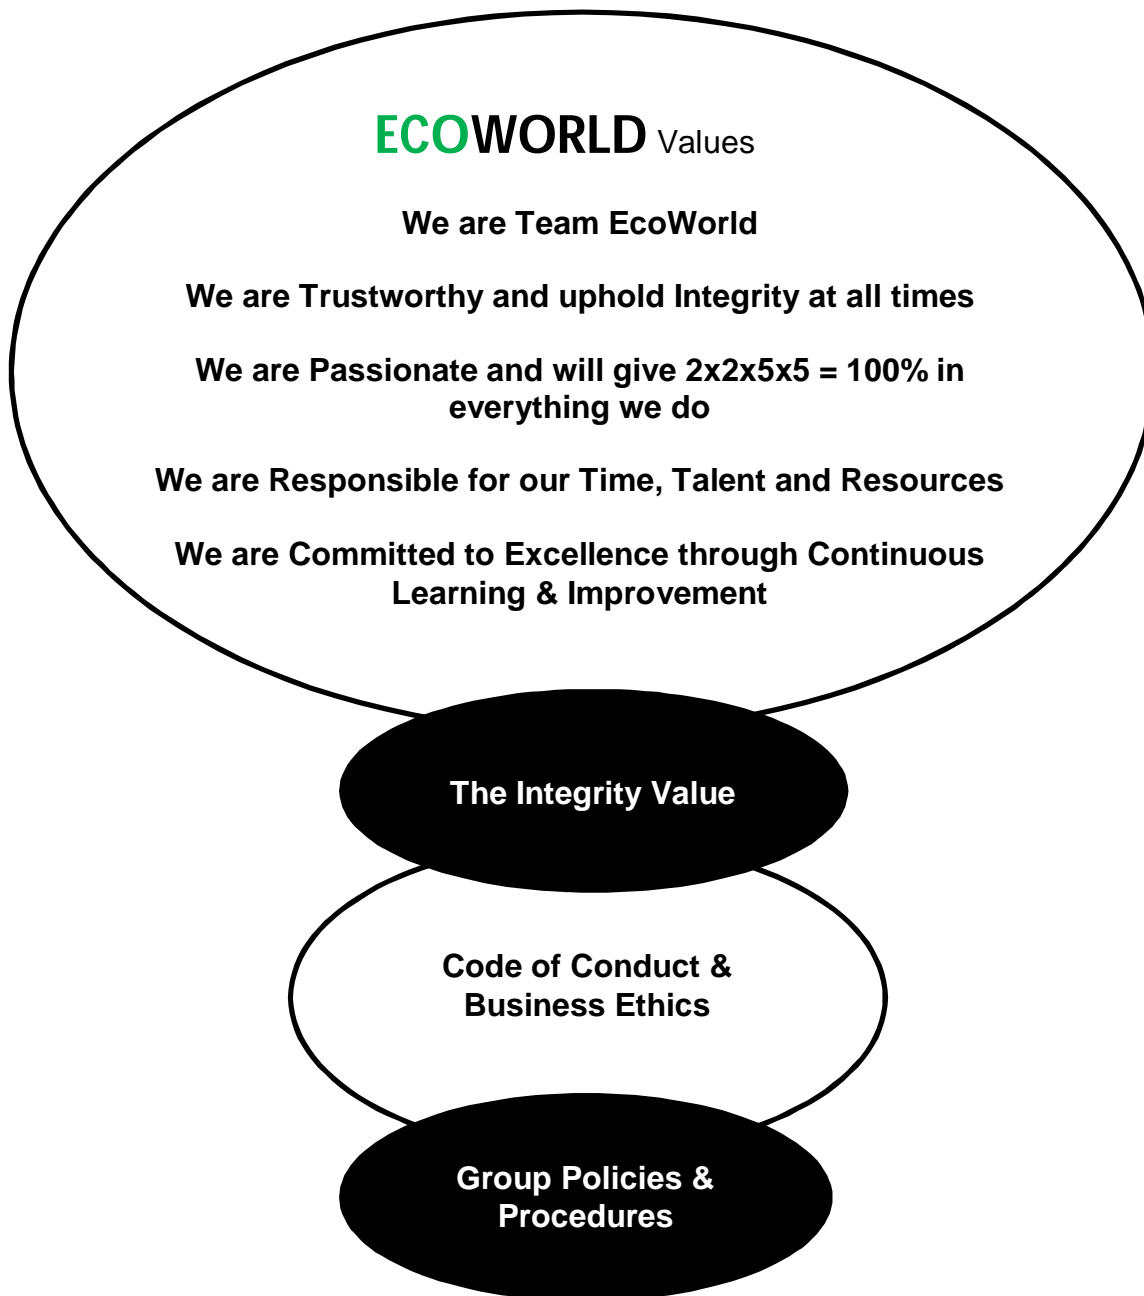 ECOWORLD Values
We are Team EcoWorld
We are Trustworthy and uphold Integrity at all times
We are Passionate and will give 2x2x5x5 = 100% in
everything we do
We are Responsible for our Time, Talent and Resources
We are Committed to Excellence through Continuous
Learning & Improvement
The Integrity Value
Code of Conduct &
Business Ethics
Group Policies &
Procedures